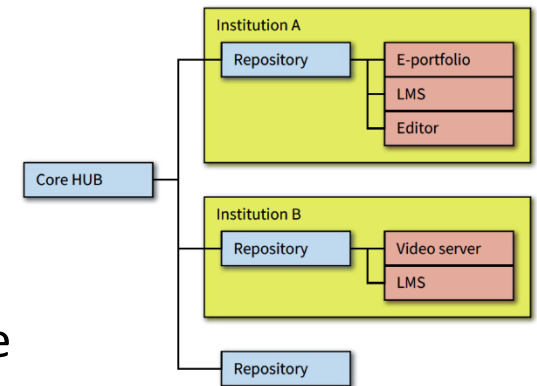 Institution A
Repository
E-portfolio
LMS
Editor
Core HUB
Institution B
Repository
Video server
LMS
e
Repository